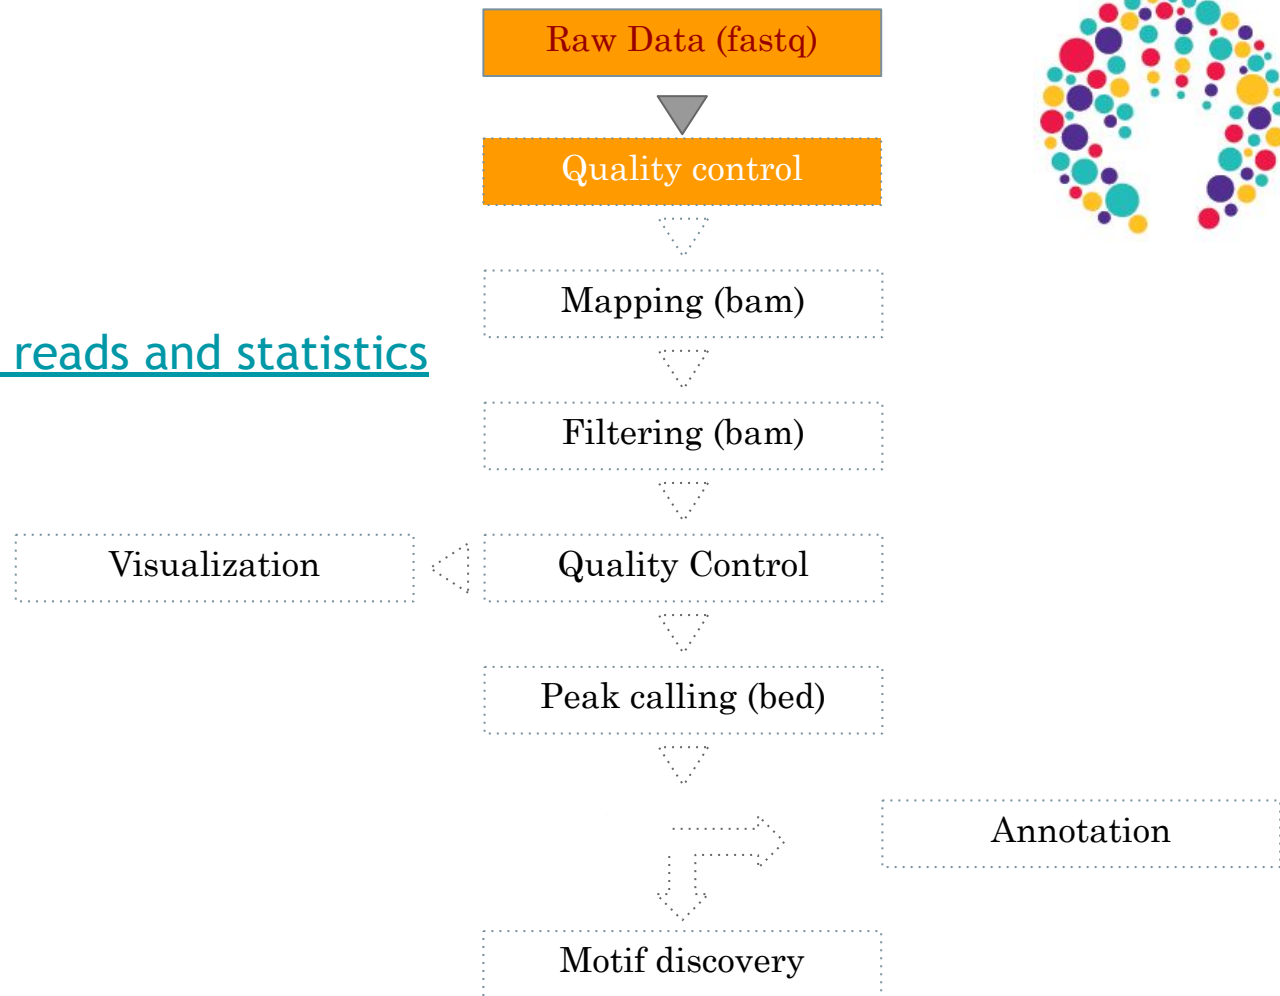 Raw Data (fastq)
Quality control
Mapping (bam)
reads and statistics
Filtering (bam)
Visualization
Quality Control
Peak calling (bed)
Annotation
Motif discovery